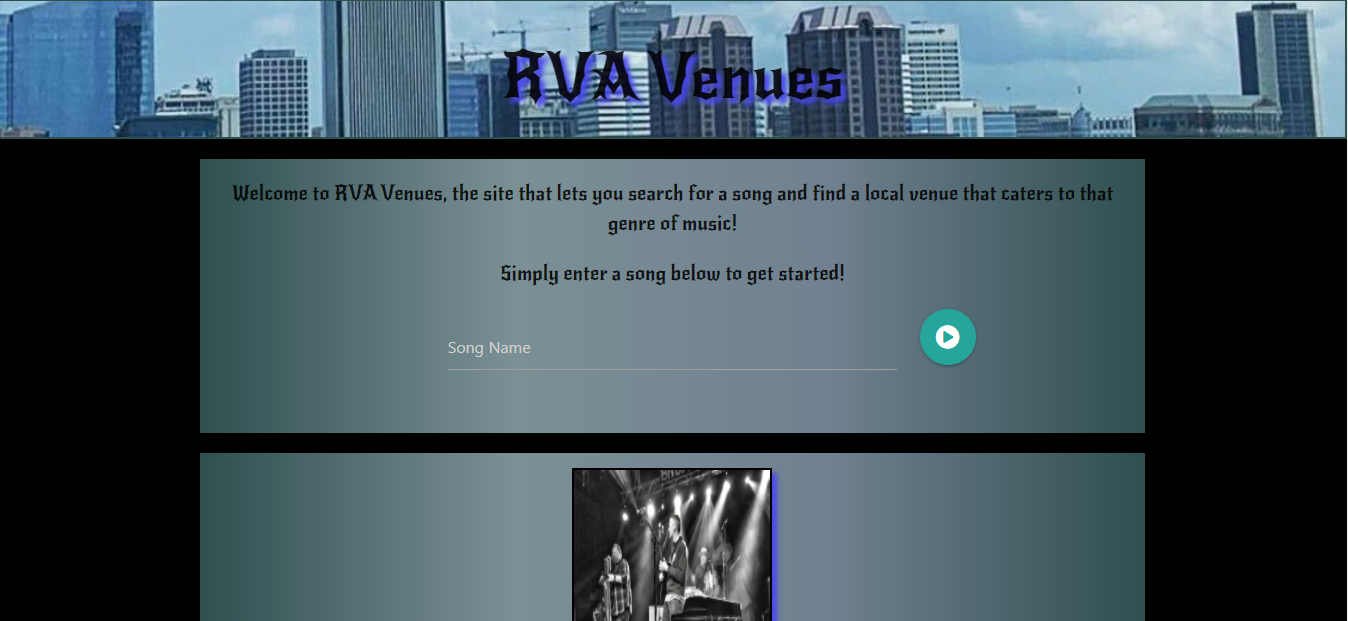 RVA Venues
Welcome to RVA Venues, the site that lets you search for a song and find a local venue that caters to that
genre of music!
Simply enter a song below to get started!
Song Name